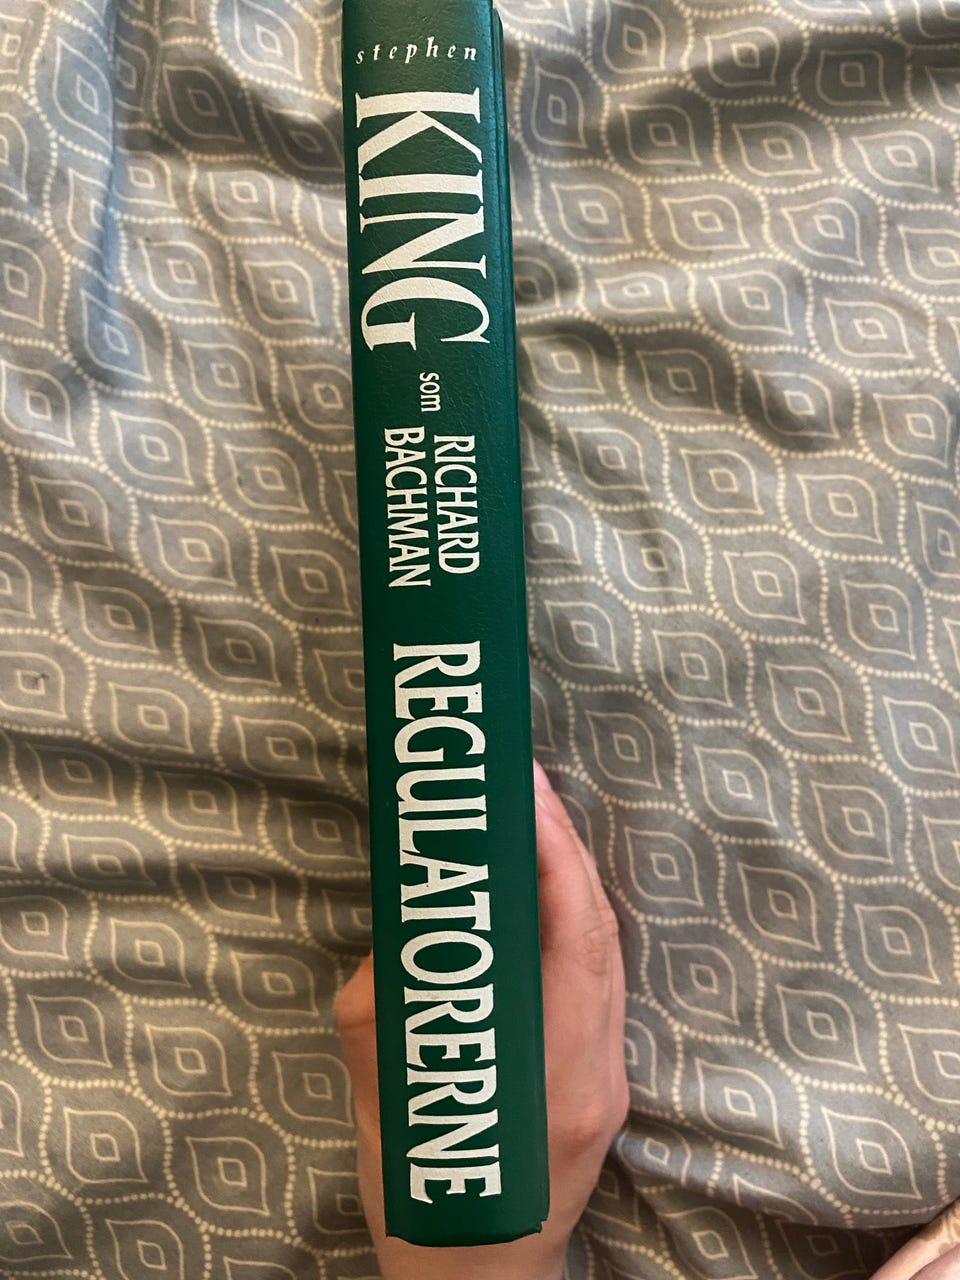 stephen
KING
som
RICHARD
BACHMAN
REGULATORERNE